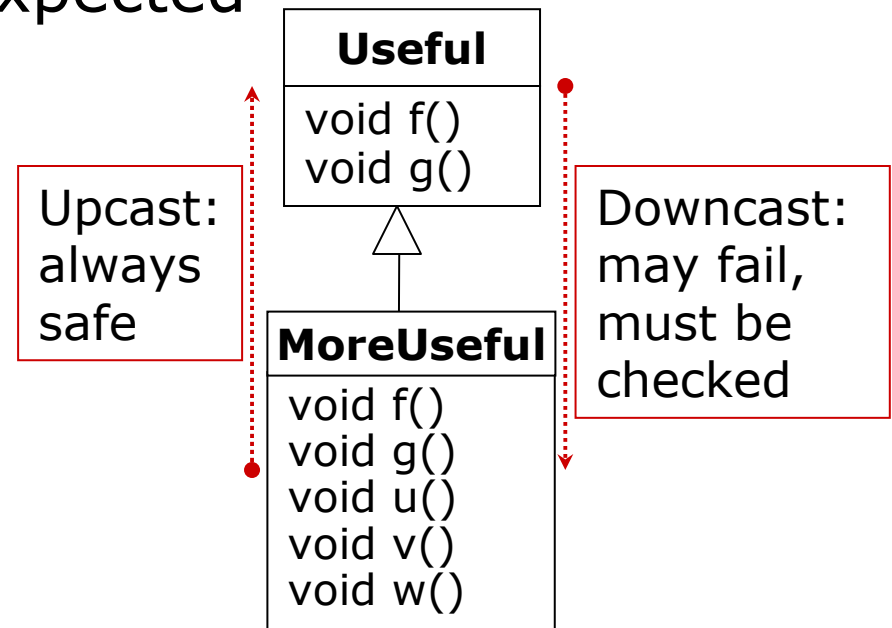 xpected
Useful
void f()
void g()
Upcast:
always
safe
Downcast:
may fail,
must be
checked
MoreUseful
void f()
void g()
void u()
void v()
void w()